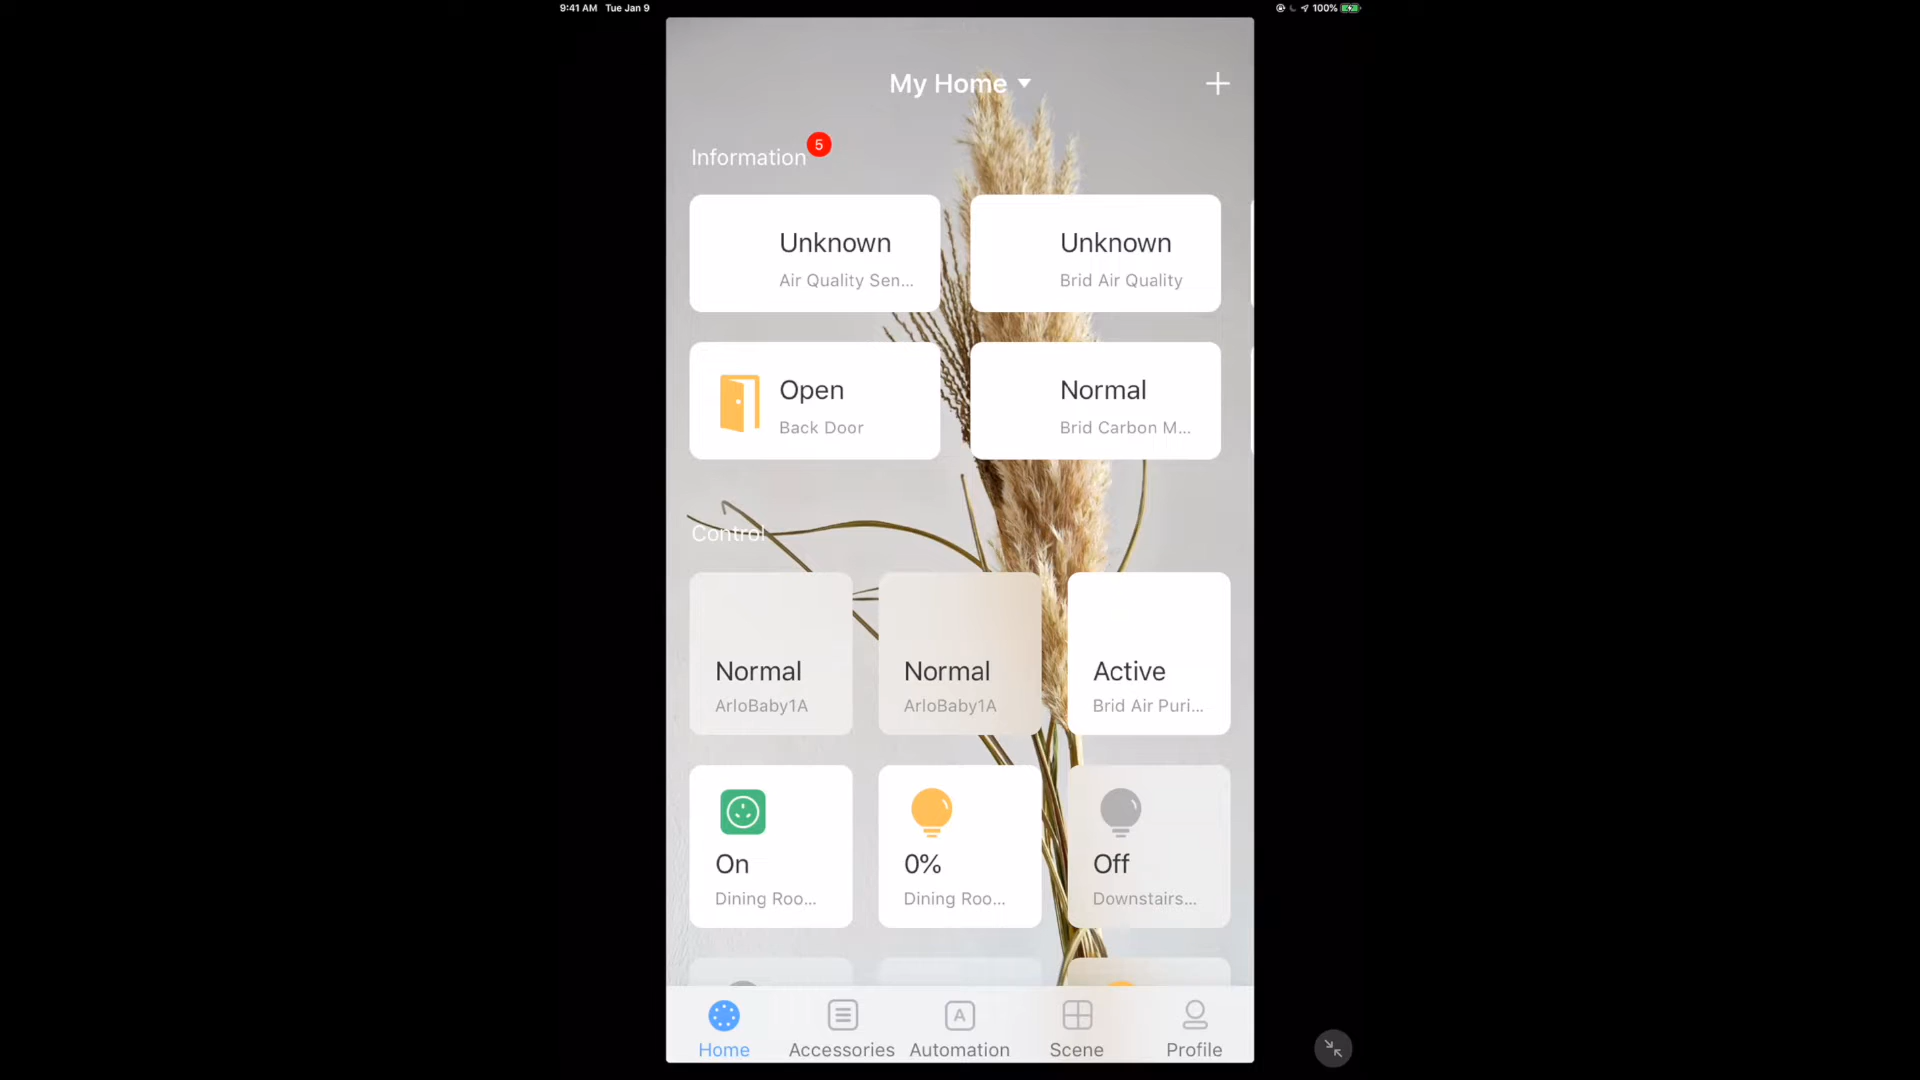 9:41 AM Tue Jan 9
100%
My Home
Information
5
Unknown
Air Quality Sen...
Unknown
Brid Air Quality
Open
Back Door
Normal
Brid Carbon M...
Control
Normal
ArloBaby1A
Normal
ArloBaby1A
Active
Brid Air Puri...
On
Dining Roo...
0%
Dining Roo...
Off
Downstairs...
A
Home
Accessories
Automation
Scene
Profile